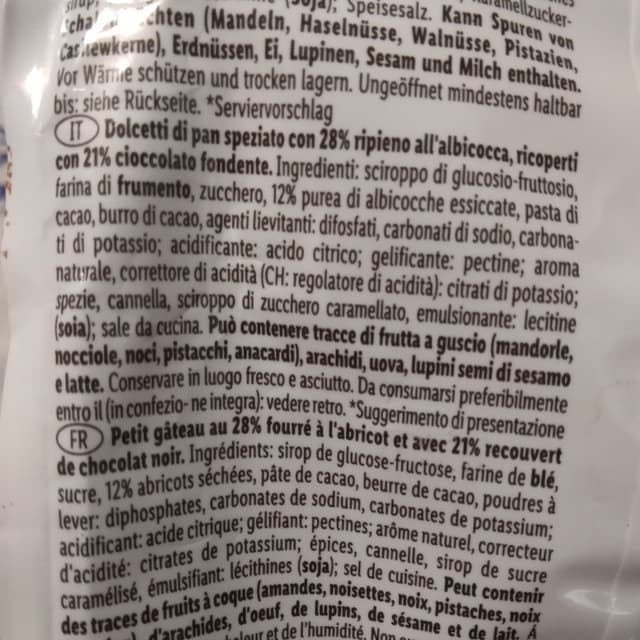 (Soja); Speisesalz. Kann Spuren von
(Mandeln, Haselnüsse, Walnüsse, Pistazien,
Cashewkerne), Erdnüssen, Ei, Lupinen, Sesam und Milch enthalten.
Vor Wärme schützen und trocken lagern. Ungeöffnet mindestens haltbar
bis: siehe Rückseite. *Serviervorschlag
IT Dolcetti di pan speziato con 28% ripieno all'albicocca, ricoperti
con 21% cioccolato fondente. Ingredienti: sciroppo di glucosio-fruttosio,
farina di frumento, zucchero, 12% purea di albicocche essiccate, pasta di
cacao, burro di cacao, agenti lievitanti: difosfati, carbonati di sodio, carbona-
ti di potassio; acidificante: acido citrico; gelificante: pectine; aroma
naturale, correttore di acidità (CH: regolatore di acidità): citrati di potassio;
spezie, cannella, sciroppo di zucchero caramellato, emulsionante: lecitine
(soia); sale da cucina. Può contenere tracce di frutta a guscio (mandorle,
nocciole, noci, pistacchi, anacardi), arachidi, uova, lupini semi di sesamo
e latte. Conservare in luogo fresco e asciutto. Da consumarsi preferibilmente
entro il (in confezio- ne integra): vedere retro. *Suggerimento di presentazione
FR Petit gâteau au 28% fourré à l'abricot et avec 21% recouvert
de chocolat noir. Ingrédients: sirop de glucose-fructose, farine de blé,
sucre, 12% abricots séchées, pâte de cacao, beurre de cacao, poudres à
lever: diphosphates, carbonates de sodium, carbonates de potassium;
acidifiant: acide citrique; gélifiant: pectines; arôme naturel, correcteur
d'acidité: citrates de potassium; épices, cannelle, sirop de sucre
caramélisé, émulsifiant: lécithines (soja); sel de cuisine. Peut contenir
des traces de fruits à coque (amandes, noisettes, noix, pistaches, noix
d'arachides, d'oeuf, de lupins, de sésame et de lait. À
et de l'humidité.